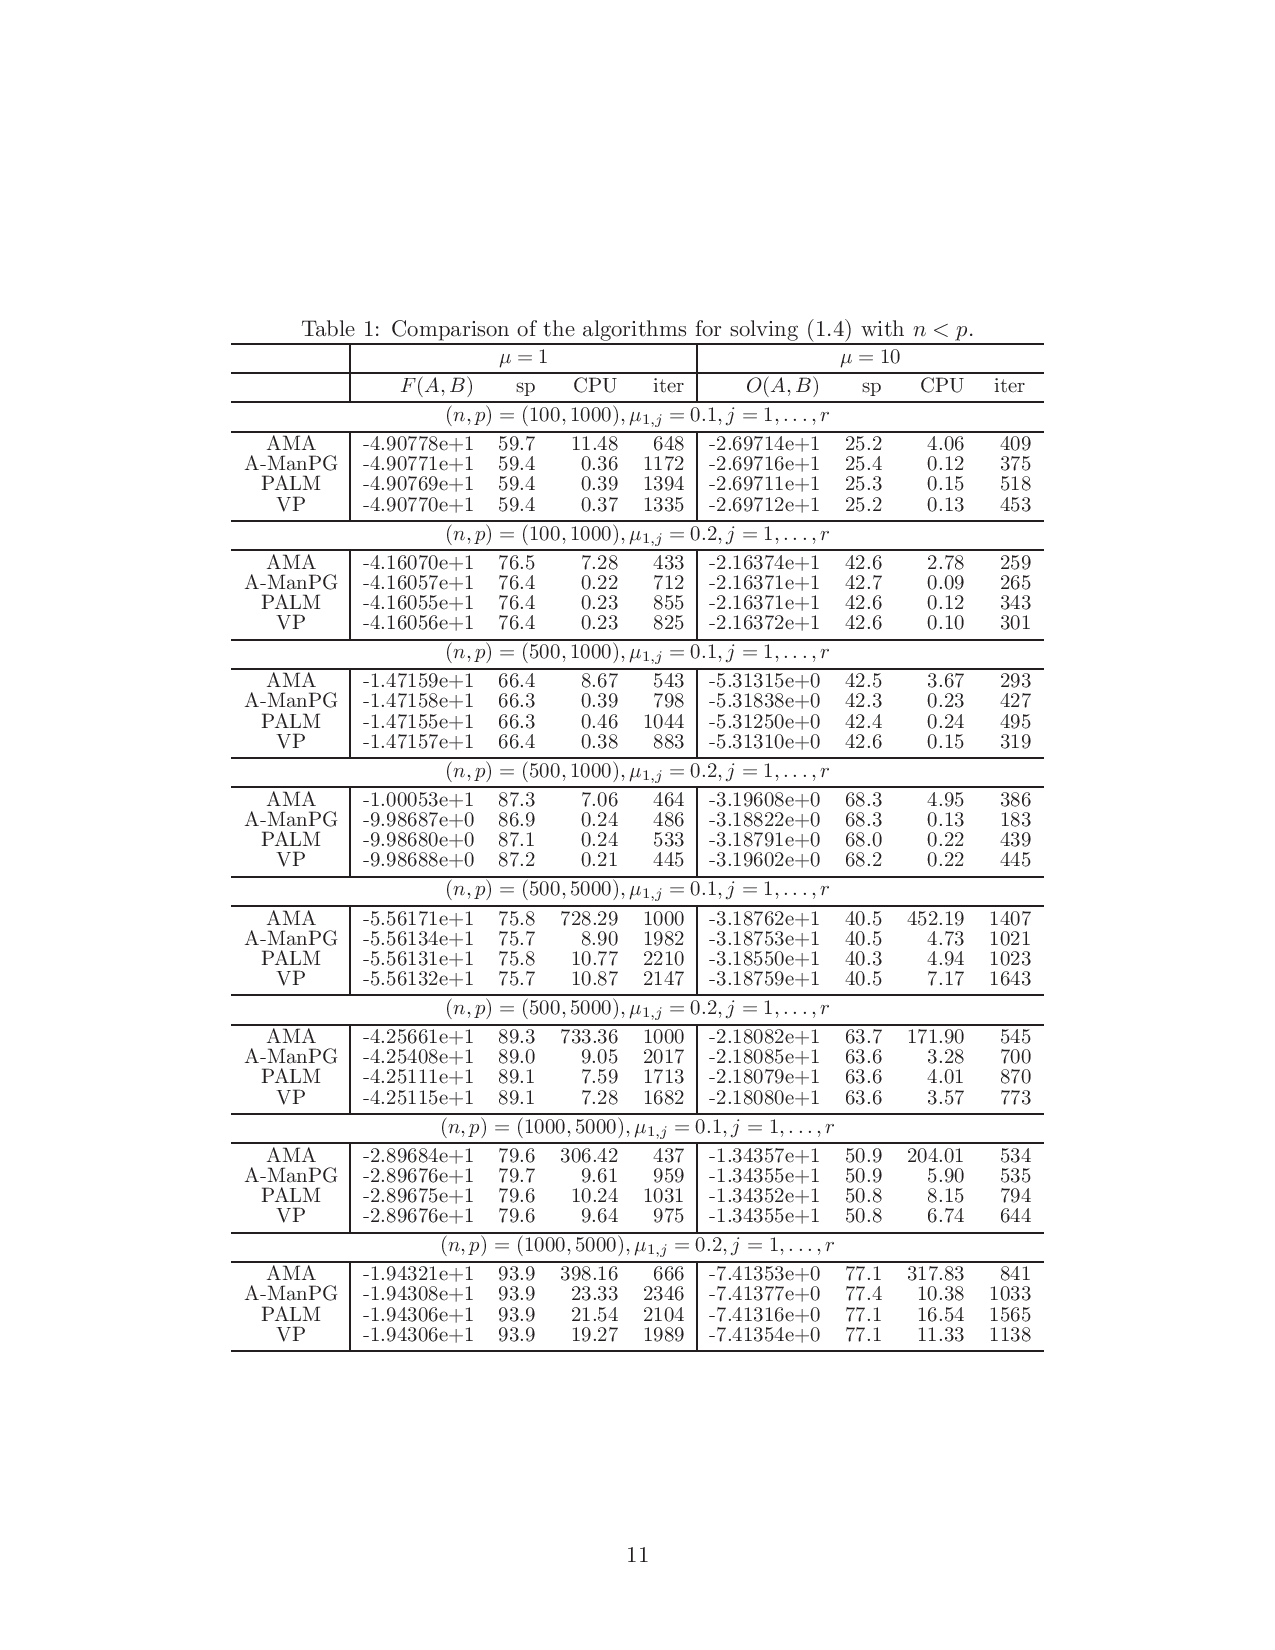 Table 1: Comparison of the algorithms for solving (1.4) with n < p.
μ = 1 μ = 10
F(A, B) sp CPU iter O(A, B) sp CPU iter
(n, p) = (100, 1000), μ1,j = 0.1, j = 1, . . . , r
AMA -4.90778e+1 59.7 11.48 648 -2.69714e+1 25.2 4.06 409
A-ManPG -4.90771e+1 59.4 0.36 1172 -2.69716e+1 25.4 0.12 375
PALM -4.90769e+1 59.4 0.39 1394 -2.69711e+1 25.3 0.15 518
VP -4.90770e+1 59.4 0.37 1335 -2.69712e+1 25.2 0.13 453
(n, p) = (100, 1000), μ1,j = 0.2, j = 1, . . . , r
AMA -4.16070e+1 76.5 7.28 433 -2.16374e+1 42.6 2.78 259
A-ManPG -4.16057e+1 76.4 0.22 712 -2.16371e+1 42.7 0.09 265
PALM -4.16055e+1 76.4 0.23 855 -2.16371e+1 42.6 0.12 343
VP -4.16056e+1 76.4 0.23 825 -2.16372e+1 42.6 0.10 301
(n, p) = (500, 1000), μ1,j = 0.1, j = 1, . . . , r
AMA -1.47159e+1 66.4 8.67 543 -5.31315e+0 42.5 3.67 293
A-ManPG -1.47158e+1 66.3 0.39 798 -5.31838e+0 42.3 0.23 427
PALM -1.47155e+1 66.3 0.46 1044 -5.31250e+0 42.4 0.24 495
VP -1.47157e+1 66.4 0.38 883 -5.31310e+0 42.6 0.15 319
(n, p) = (500, 1000), μ1,j = 0.2, j = 1, . . . , r
AMA -1.00053e+1 87.3 7.06 464 -3.19608e+0 68.3 4.95 386
A-ManPG -9.98687e+0 86.9 0.24 486 -3.18822e+0 68.3 0.13 183
PALM -9.98680e+0 87.1 0.24 533 -3.18791e+0 68.0 0.22 439
VP -9.98688e+0 87.2 0.21 445 -3.19602e+0 68.2 0.22 445
(n, p) = (500, 5000), μ1,j = 0.1, j = 1, . . . , r
AMA -5.56171e+1 75.8 728.29 1000 -3.18762e+1 40.5 452.19 1407
A-ManPG -5.56134e+1 75.7 8.90 1982 -3.18753e+1 40.5 4.73 1021
PALM -5.56131e+1 75.8 10.77 2210 -3.18550e+1 40.3 4.94 1023
VP -5.56132e+1 75.7 10.87 2147 -3.18759e+1 40.5 7.17 1643
(n, p) = (500, 5000), μ1,j = 0.2, j = 1, . . . , r
AMA -4.25661e+1 89.3 733.36 1000 -2.18082e+1 63.7 171.90 545
A-ManPG -4.25408e+1 89.0 9.05 2017 -2.18085e+1 63.6 3.28 700
PALM -4.25111e+1 89.1 7.59 1713 -2.18079e+1 63.6 4.01 870
VP -4.25115e+1 89.1 7.28 1682 -2.18080e+1 63.6 3.57 773
(n, p) = (1000, 5000), μ1,j = 0.1, j = 1, . . . , r
AMA -2.89684e+1 79.6 306.42 437 -1.34357e+1 50.9 204.01 534
A-ManPG -2.89676e+1 79.7 9.61 959 -1.34355e+1 50.9 5.90 535
PALM -2.89675e+1 79.6 10.24 1031 -1.34352e+1 50.8 8.15 794
VP -2.89676e+1 79.6 9.64 975 -1.34355e+1 50.8 6.74 644
(n, p) = (1000, 5000), μ1,j = 0.2, j = 1, . . . , r
AMA -1.94321e+1 93.9 398.16 666 -7.41353e+0 77.1 317.83 841
A-ManPG -1.94308e+1 93.9 23.33 2346 -7.41377e+0 77.4 10.38 1033
PALM -1.94306e+1 93.9 21.54 2104 -7.41316e+0 77.1 16.54 1565
VP -1.94306e+1 93.9 19.27 1989 -7.41354e+0 77.1 11.33 1138
11